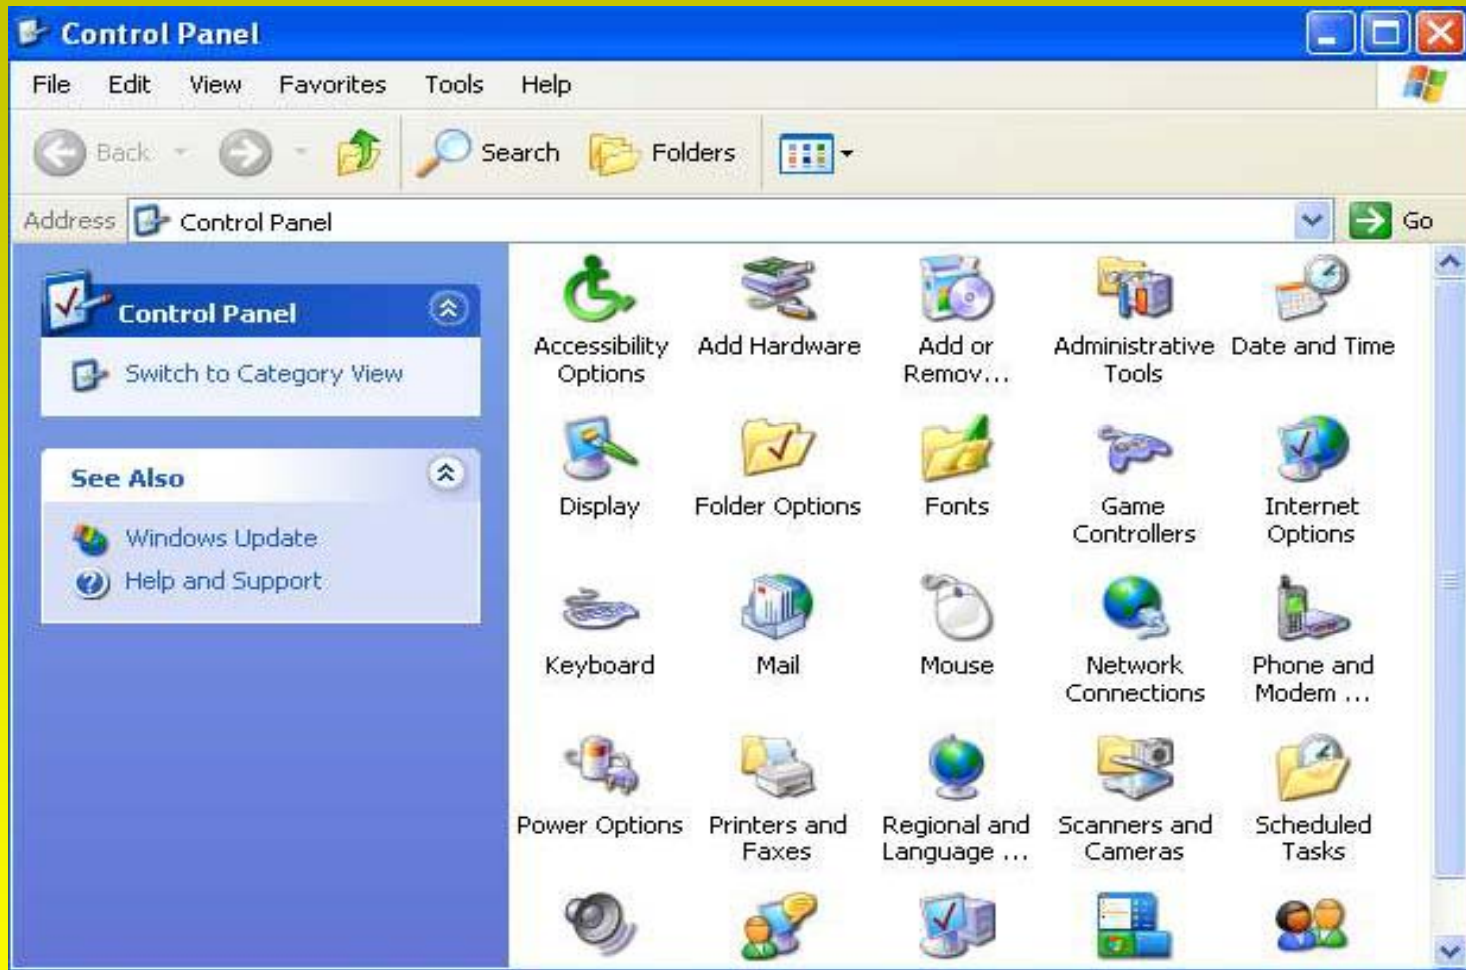 Control Panel
File Edit View Favorites Tools Help
Back Search Folders
Address Control Panel Go
Control Panel
Switch to Category View
See Also
Windows Update
Help and Support
Accessibility Options
Add Hardware
Add or Remov...
Administrative Tools
Date and Time
Display
Folder Options
Fonts
Game Controllers
Internet Options
Keyboard
Mail
Mouse
Network Connections
Phone and Modem ...
Power Options
Printers and Faxes
Regional and Language ...
Scanners and Cameras
Scheduled Tasks